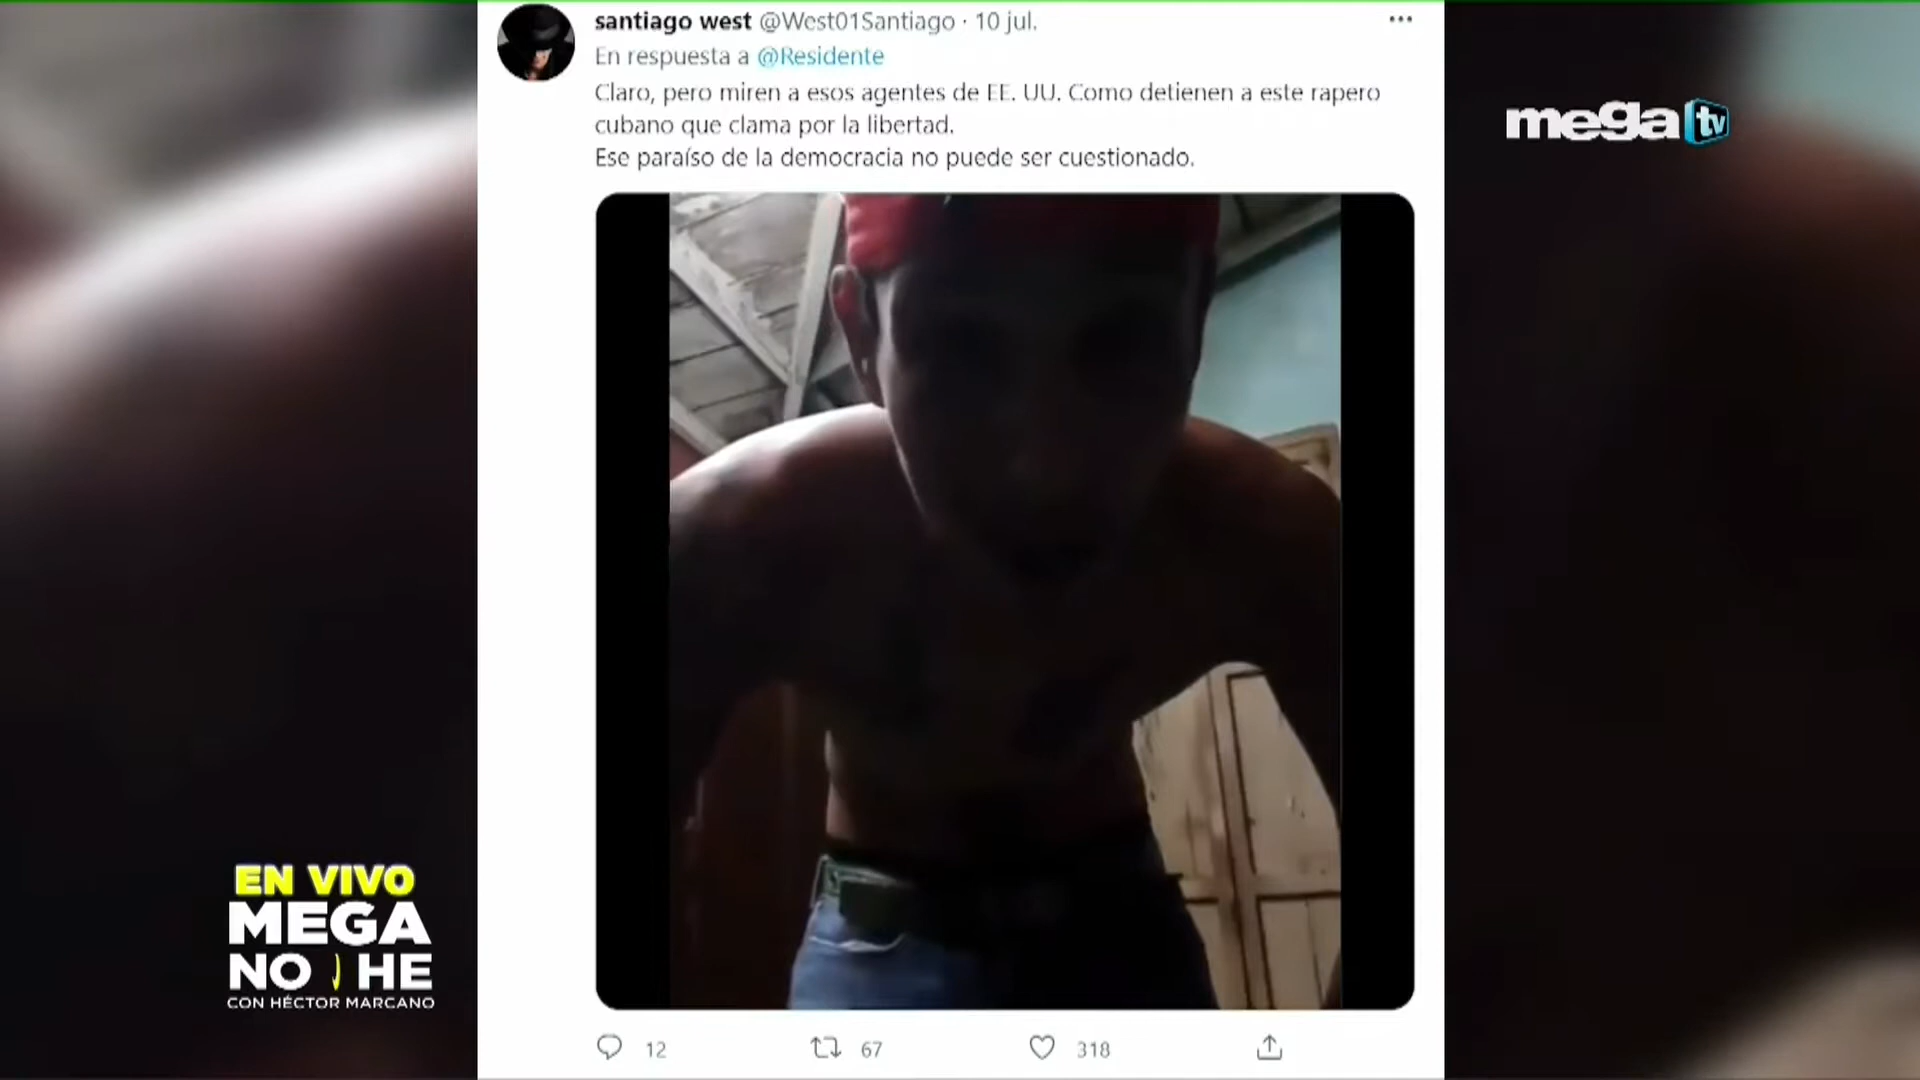 santiago west @West01Santiago · 10 jul.
En respuesta a @Residente
Claro, pero miren a esos agentes de EE. UU. Como detienen a este rapero
cubano que clama por la libertad.
Ese paraíso de la democracia no puede ser cuestionado.
mega tv
EN VIVO
MEGA
NO HE
CON HÉCTOR MARCANO
12 67 318